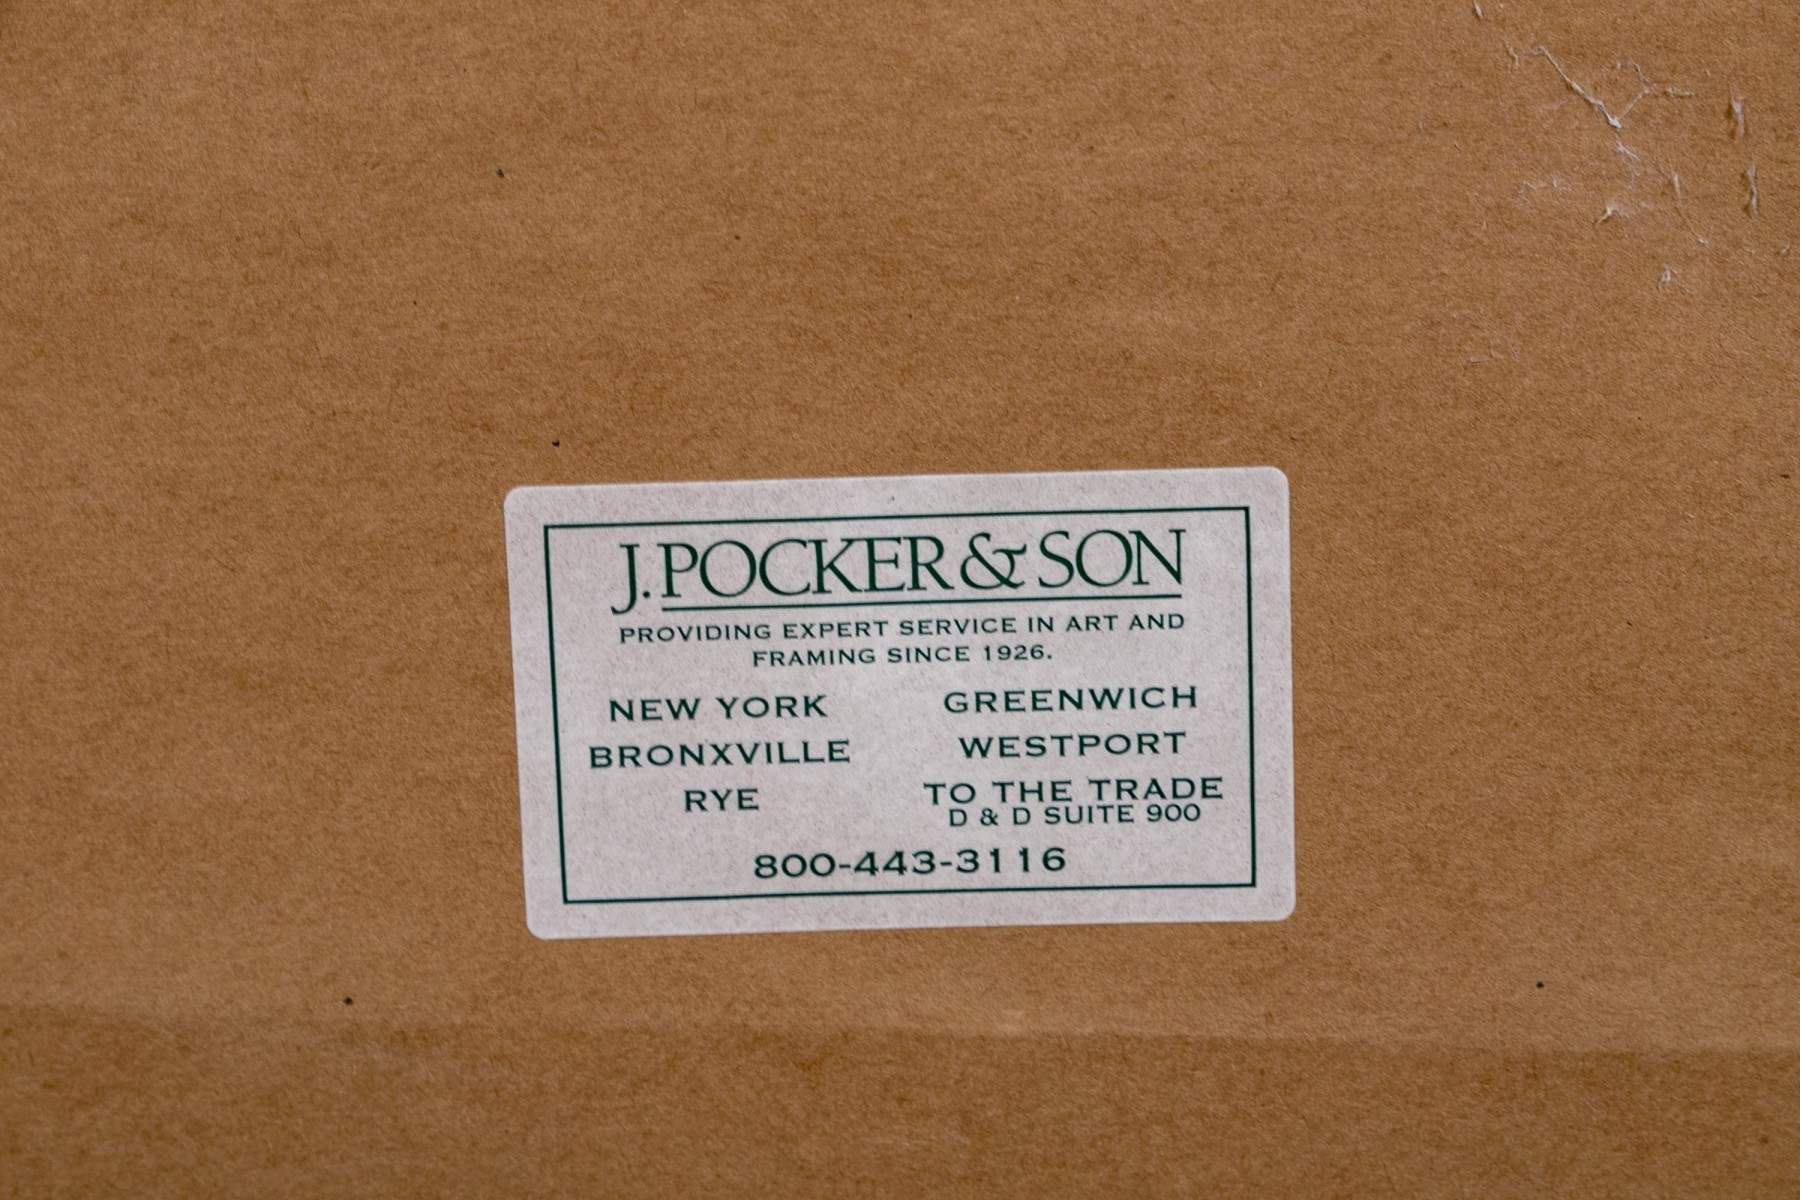 J. POCKER & SON
PROVIDING EXPERT SERVICE IN ART AND
FRAMING SINCE 1926.
NEW YORK
BRONXVILLE
RYE
GREENWICH
WESTPORT
TO THE TRADE
D & D SUITE 900
800-443-3116